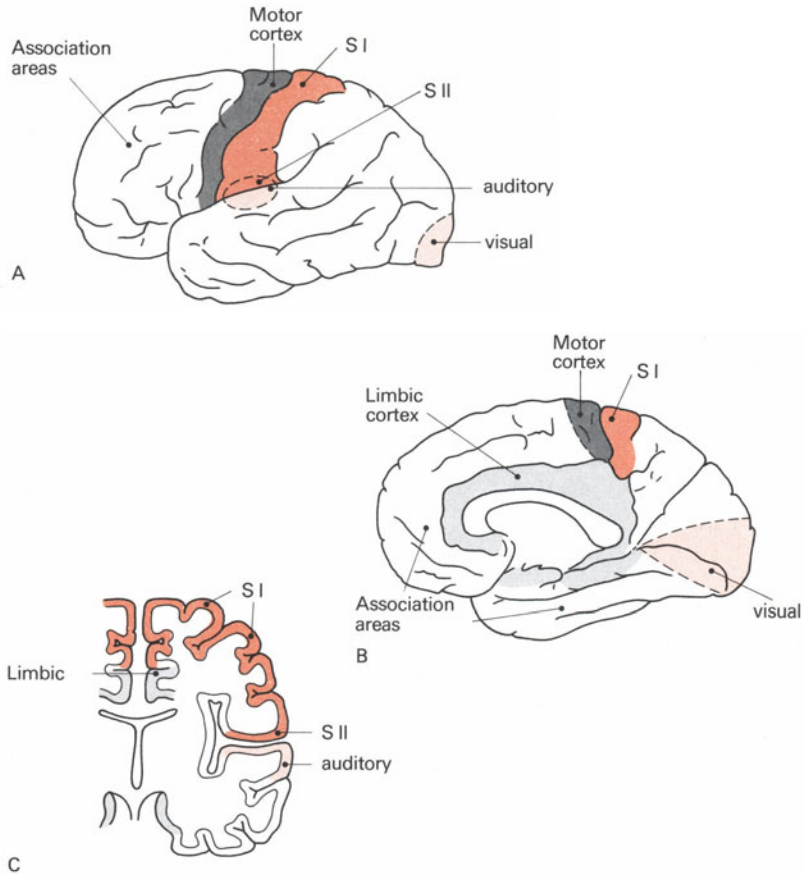 Motor
cortex
S I
Association
areas
S II
auditory
visual
A
Motor
cortex
S I
Limbic
cortex
Association
areas
visual
B
S I
Limbic
S II
auditory
C